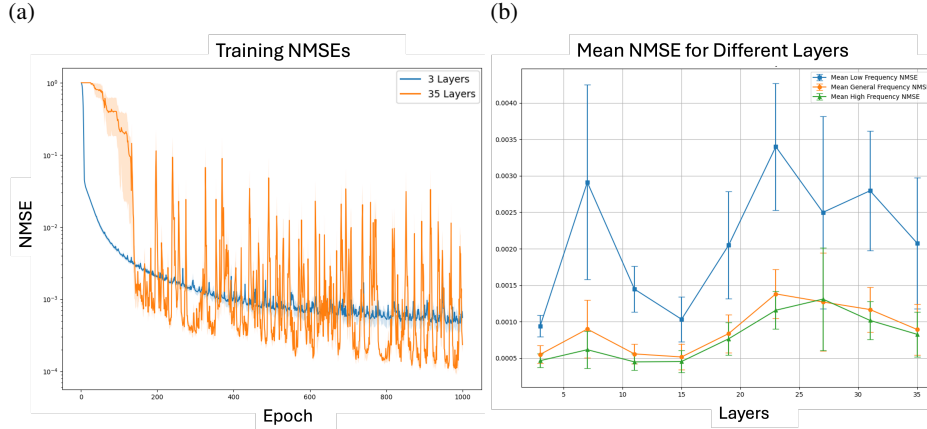 (a)
(b)
Training NMSEs
Mean NMSE for Different Layers
3 Layers
35 Layers
Mean Low Frequency NMSE
Mean General Frequency NMSE
Mean High Frequency NMSE
10⁰
10⁻¹
10⁻²
10⁻³
10⁻⁴
NMSE
0 200 400 600 800 1000
Epoch
0.0040
0.0035
0.0030
0.0025
0.0020
0.0015
0.0010
0.0005
5 10 15 20 25 30 35
Layers